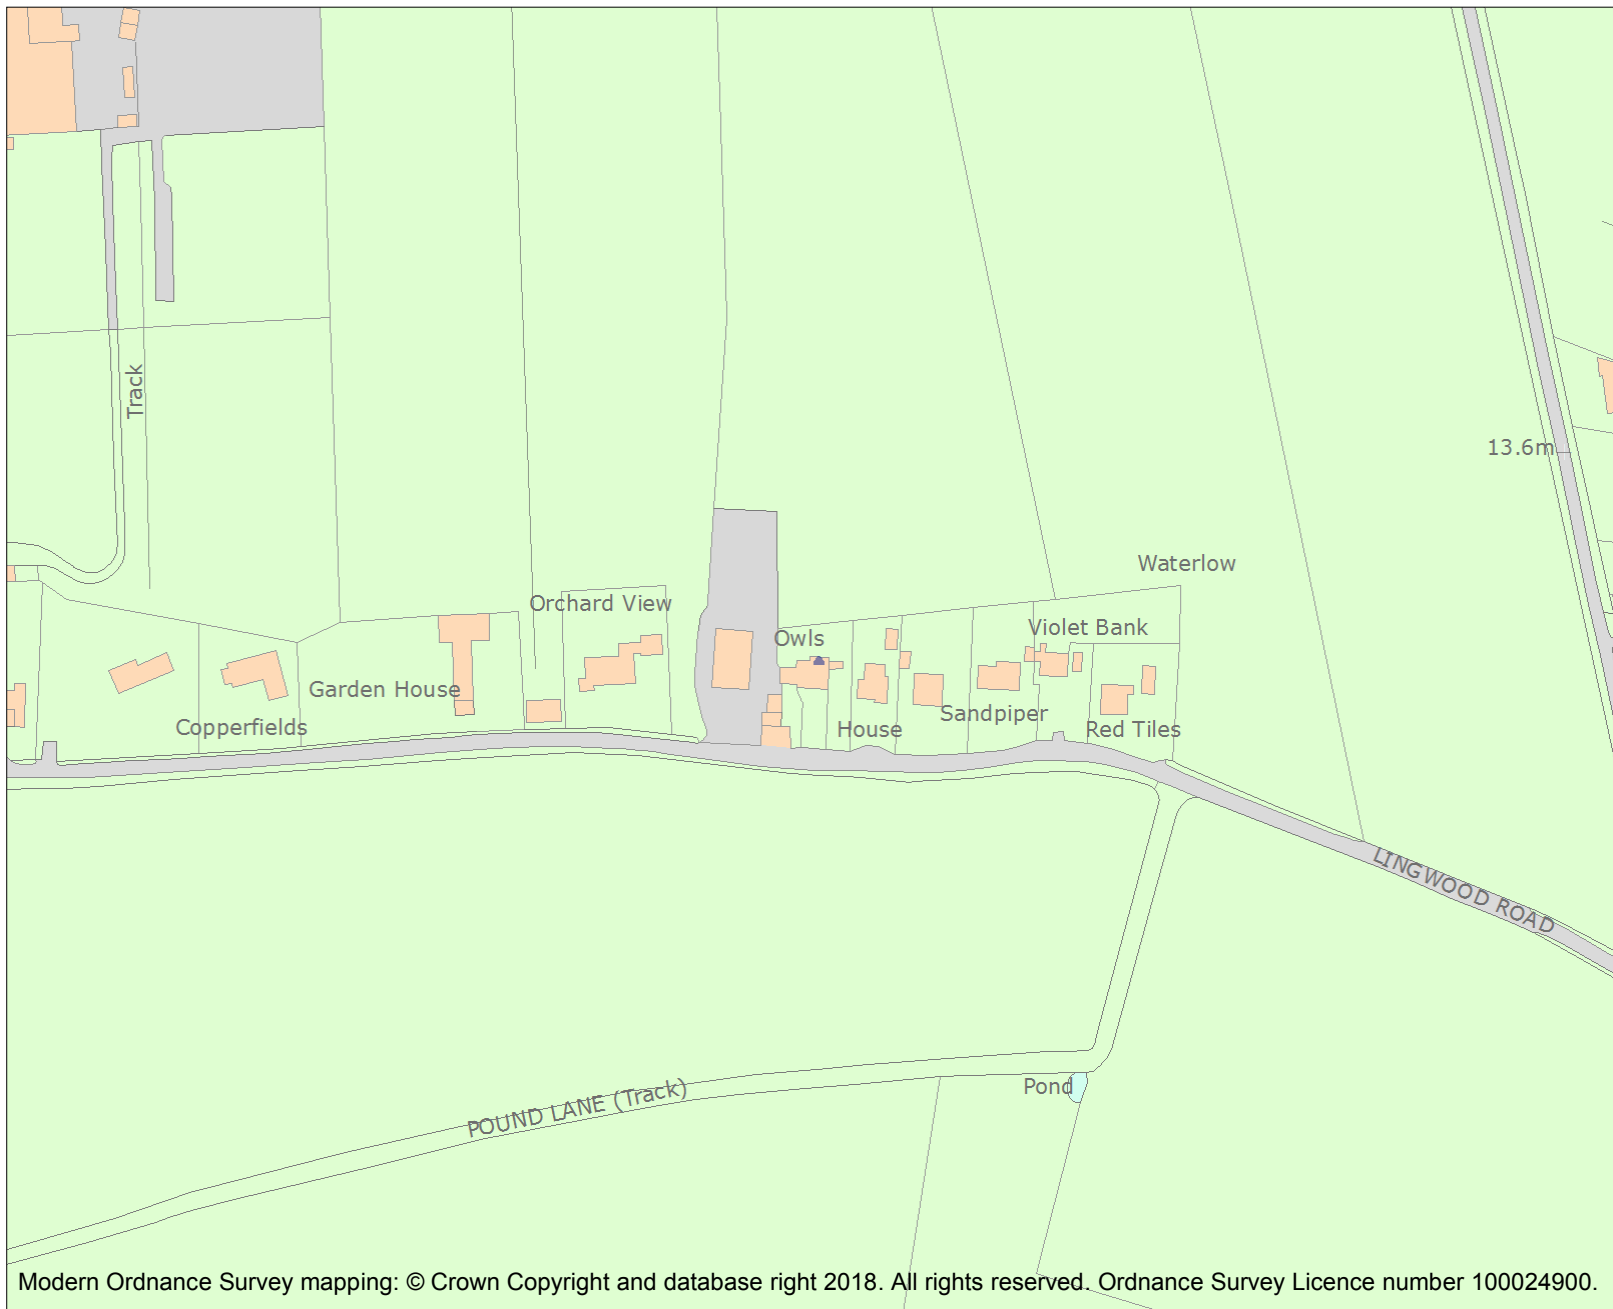 Track
13.6m
Waterlow
Orchard View
Violet Bank
Owls
Garden House
Sandpiper
Copperfields
House
Red Tiles
LINGWOOD ROAD
Pond
POUND LANE (Track)
Modern Ordnance Survey mapping: © Crown Copyright and database right 2018. All rights reserved. Ordnance Survey Licence number 100024900.